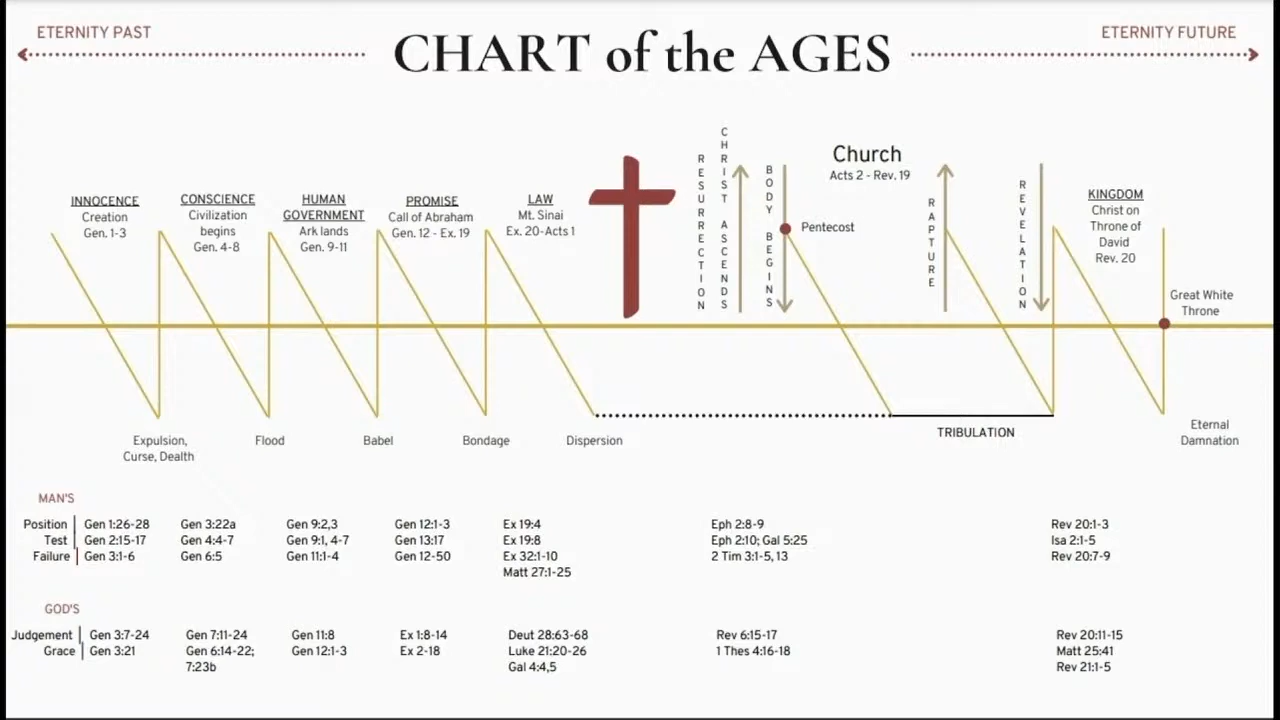 ETERNITY PAST
CHART of the AGES
ETERNITY FUTURE
INNOCENCE
Creation
Gen. 1-3
CONSCIENCE
Civilization
begins
Gen. 4-8
HUMAN
GOVERNMENT
Ark lands
Gen. 9-11
PROMISE
Call of Abraham
Gen. 12 - Ex. 19
LAW
Mt. Sinai
Ex. 20-Acts 1
RESURRECTION
CHRIST ASCENDS
BODY BEGINS
Church
Acts 2 - Rev. 19
Pentecost
RAPTURE
REVELATION
KINGDOM
Christ on
Throne of
David
Rev. 20
Great White
Throne
Expulsion,
Curse, Dealth
Flood
Babel
Bondage
Dispersion
TRIBULATION
Eternal
Damnation
MAN'S
Position Gen 1:26-28 Gen 3:22a Gen 9:2,3 Gen 12:1-3 Ex 19:4 Eph 2:8-9 Rev 20:1-3
Test Gen 2:15-17 Gen 4:4-7 Gen 9:1, 4-7 Gen 13:17 Ex 19:8 Eph 2:10; Gal 5:25 Isa 2:1-5
Failure Gen 3:1-6 Gen 6:5 Gen 11:1-4 Gen 12-50 Ex 32:1-10 2 Tim 3:1-5, 13 Rev 20:7-9
Matt 27:1-25
GOD'S
Judgement Gen 3:7-24 Gen 7:11-24 Gen 11:8 Ex 1:8-14 Deut 28:63-68 Rev 6:15-17 Rev 20:11-15
Grace Gen 3:21 Gen 6:14-22; Gen 12:1-3 Ex 2-18 Luke 21:20-26 1 Thes 4:16-18 Matt 25:41
7:23b Gal 4:4,5 Rev 21:1-5